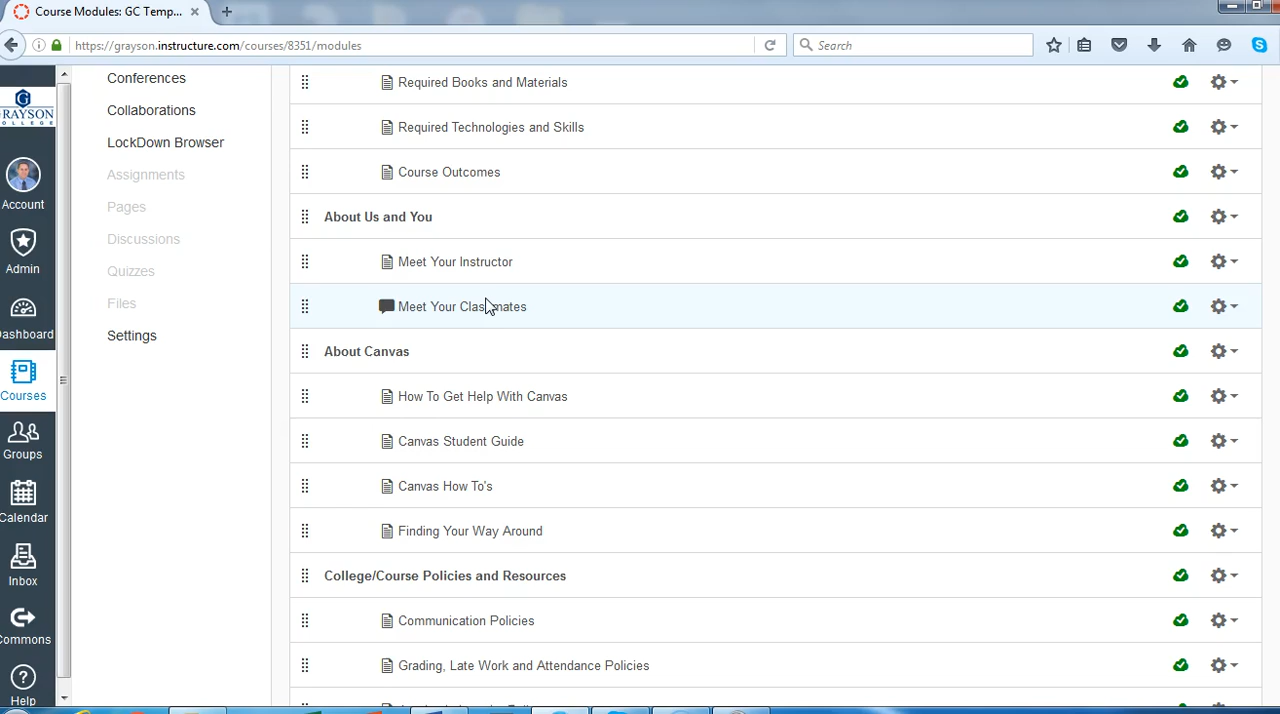 Course Modules: GC Temp...
https://grayson.instructure.com/courses/8351/modules
Search
GRAYSON
COLLEGE
Account
Admin
Dashboard
Courses
Groups
Calendar
Inbox
Commons
Help
Conferences
Collaborations
LockDown Browser
Assignments
Pages
Discussions
Quizzes
Files
Settings
Required Books and Materials
Required Technologies and Skills
Course Outcomes
About Us and You
Meet Your Instructor
Meet Your Classmates
About Canvas
How To Get Help With Canvas
Canvas Student Guide
Canvas How To's
Finding Your Way Around
College/Course Policies and Resources
Communication Policies
Grading, Late Work and Attendance Policies